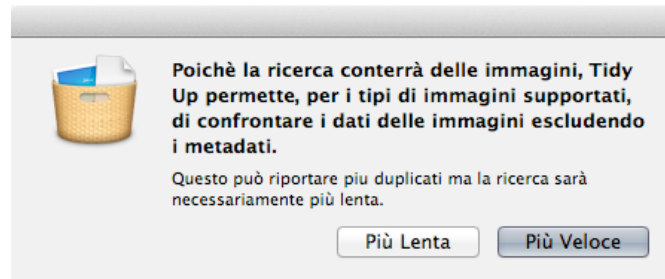 Poichè la ricerca conterrà delle immagini, Tidy
Up permette, per i tipi di immagini supportati,
di confrontare i dati delle immagini escludendo
i metadati.
Questo può riportare piu duplicati ma la ricerca sarà
necessariamente più lenta.
Più Lenta
Più Veloce